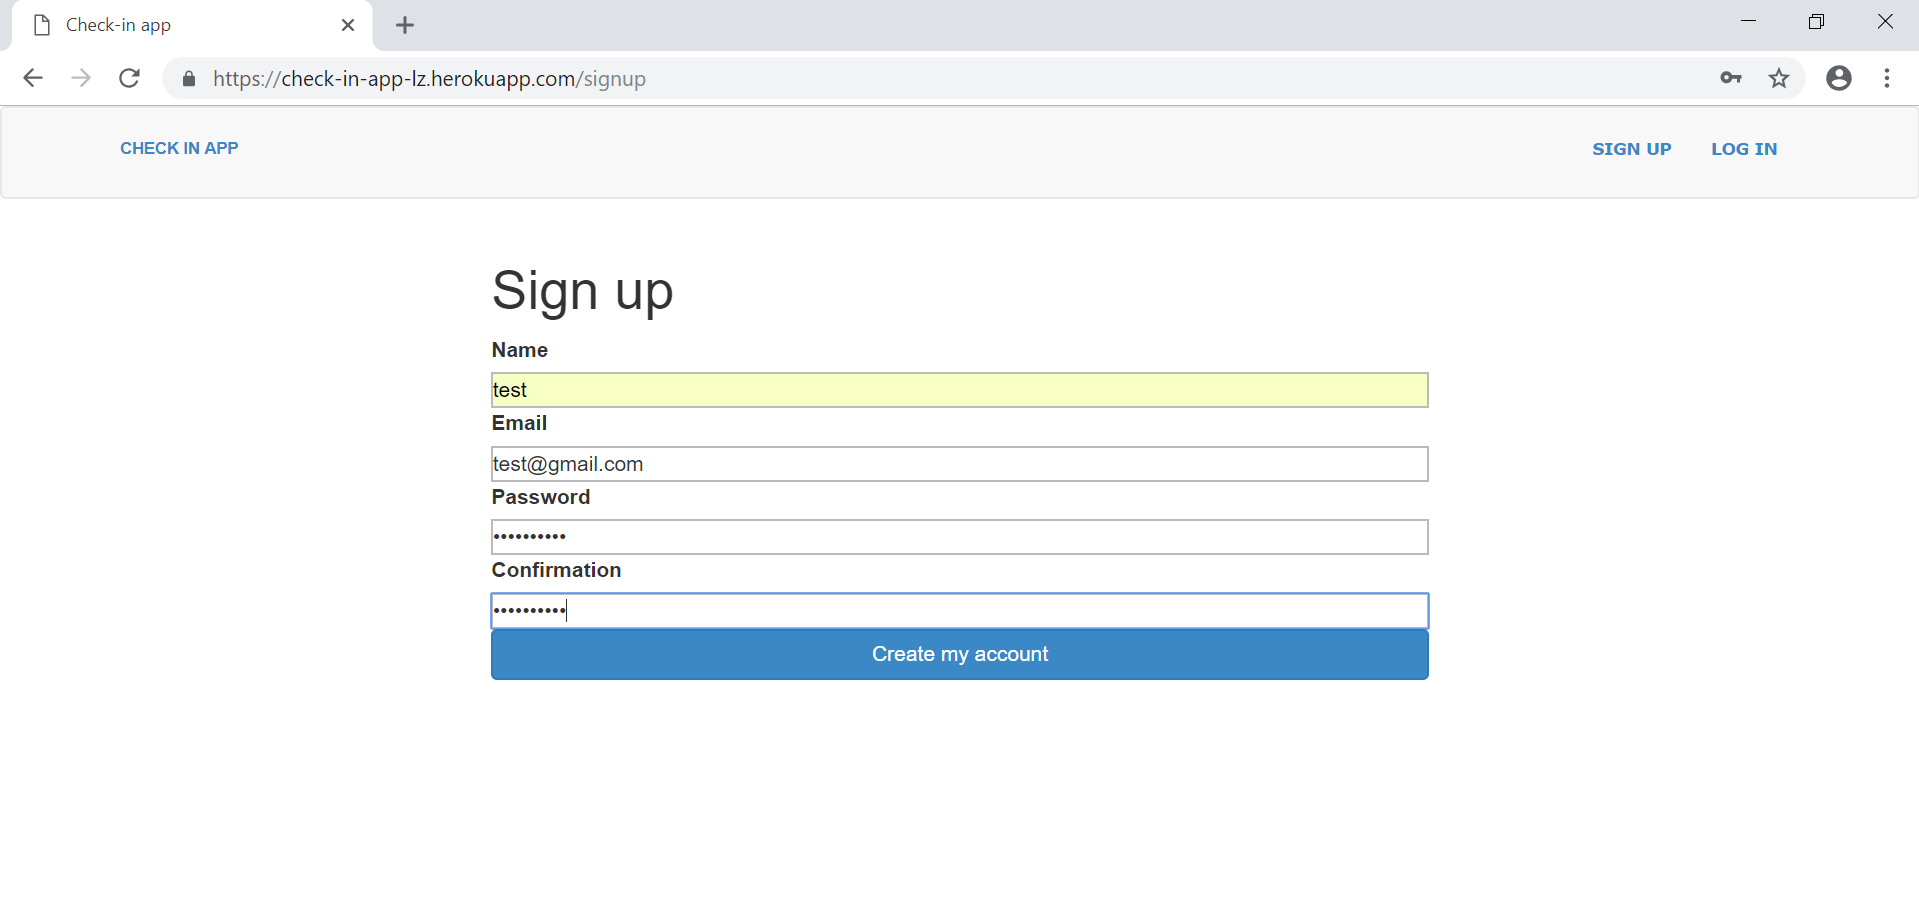 Check-in app
https://check-in-app-lz.herokuapp.com/signup
CHECK IN APP
SIGN UP
LOG IN
Sign up
Name
test
Email
test@gmail.com
Password
••••••••••
Confirmation
••••••••••
Create my account